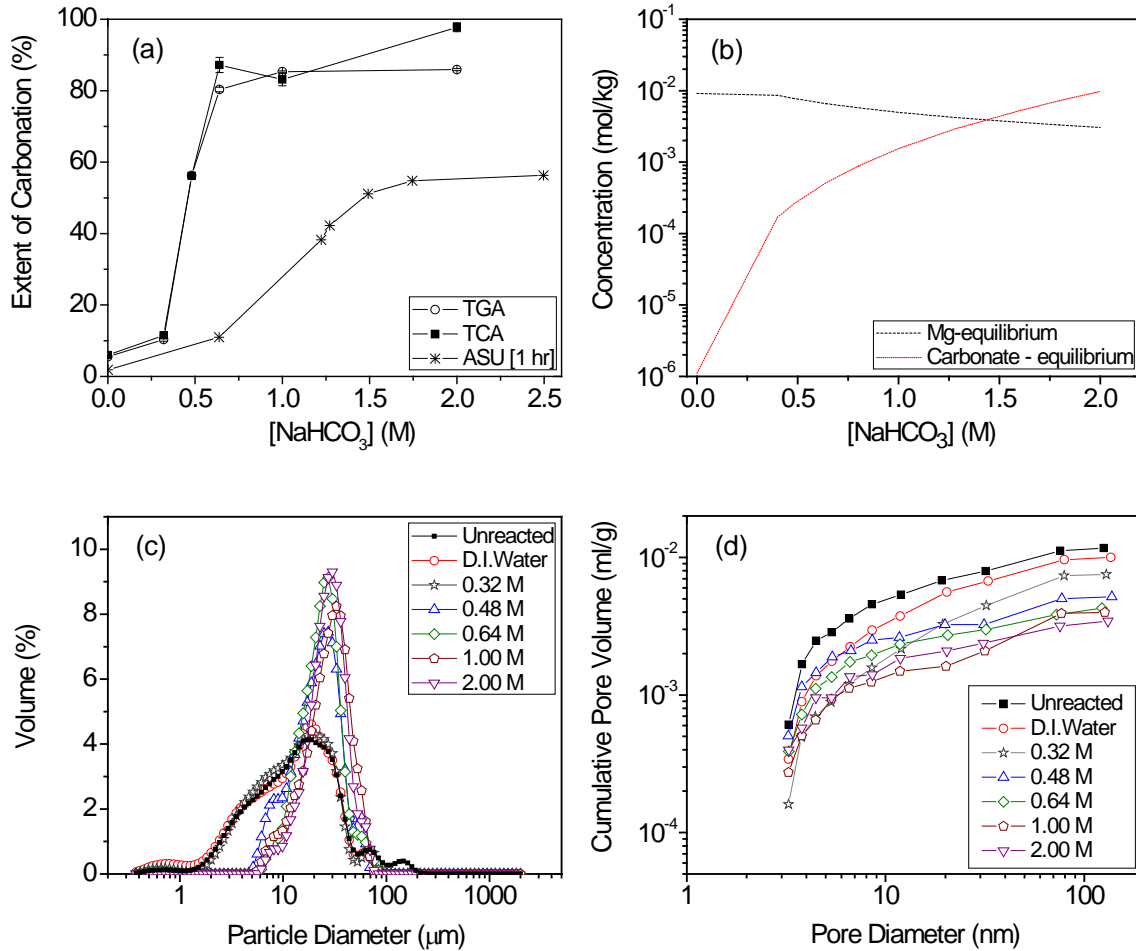 (a)
Extent of Carbonation (%)
100
80
60
40
20
0
0.0 0.5 1.0 1.5 2.0 2.5
[NaHCO₃] (M)
TGA
TCA
ASU [1 hr]
(b)
Concentration (mol/kg)
10⁻¹
10⁻²
10⁻³
10⁻⁴
10⁻⁵
10⁻⁶
0.0 0.5 1.0 1.5 2.0
[NaHCO₃] (M)
Mg-equilibrium
Carbonate - equilibrium
(c)
Volume (%)
10
8
6
4
2
0
1 10 100 1000
Particle Diameter (μm)
Unreacted
D.I.Water
0.32 M
0.48 M
0.64 M
1.00 M
2.00 M
(d)
Cumulative Pore Volume (ml/g)
10⁻²
10⁻³
10⁻⁴
1 10 100
Pore Diameter (nm)
Unreacted
D.I.Water
0.32 M
0.48 M
0.64 M
1.00 M
2.00 M